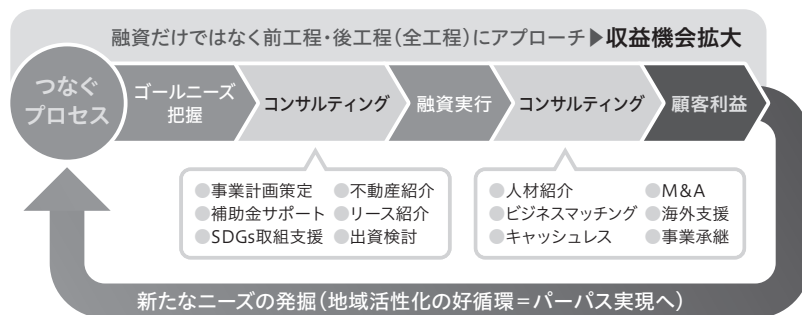 融資だけではなく前工程・後工程(全工程)にアプローチ▶収益機会拡大
つなぐ
プロセス
ゴールニーズ
把握
コンサルティング
融資実行
コンサルティング
顧客利益
●事業計画策定 ●不動産紹介
●補助金サポート ●リース紹介
●SDGs取組支援 ●出資検討
●人材紹介 ●M&A
●ビジネスマッチング ●海外支援
●キャッシュレス ●事業承継
新たなニーズの発掘(地域活性化の好循環=パーパス実現へ)